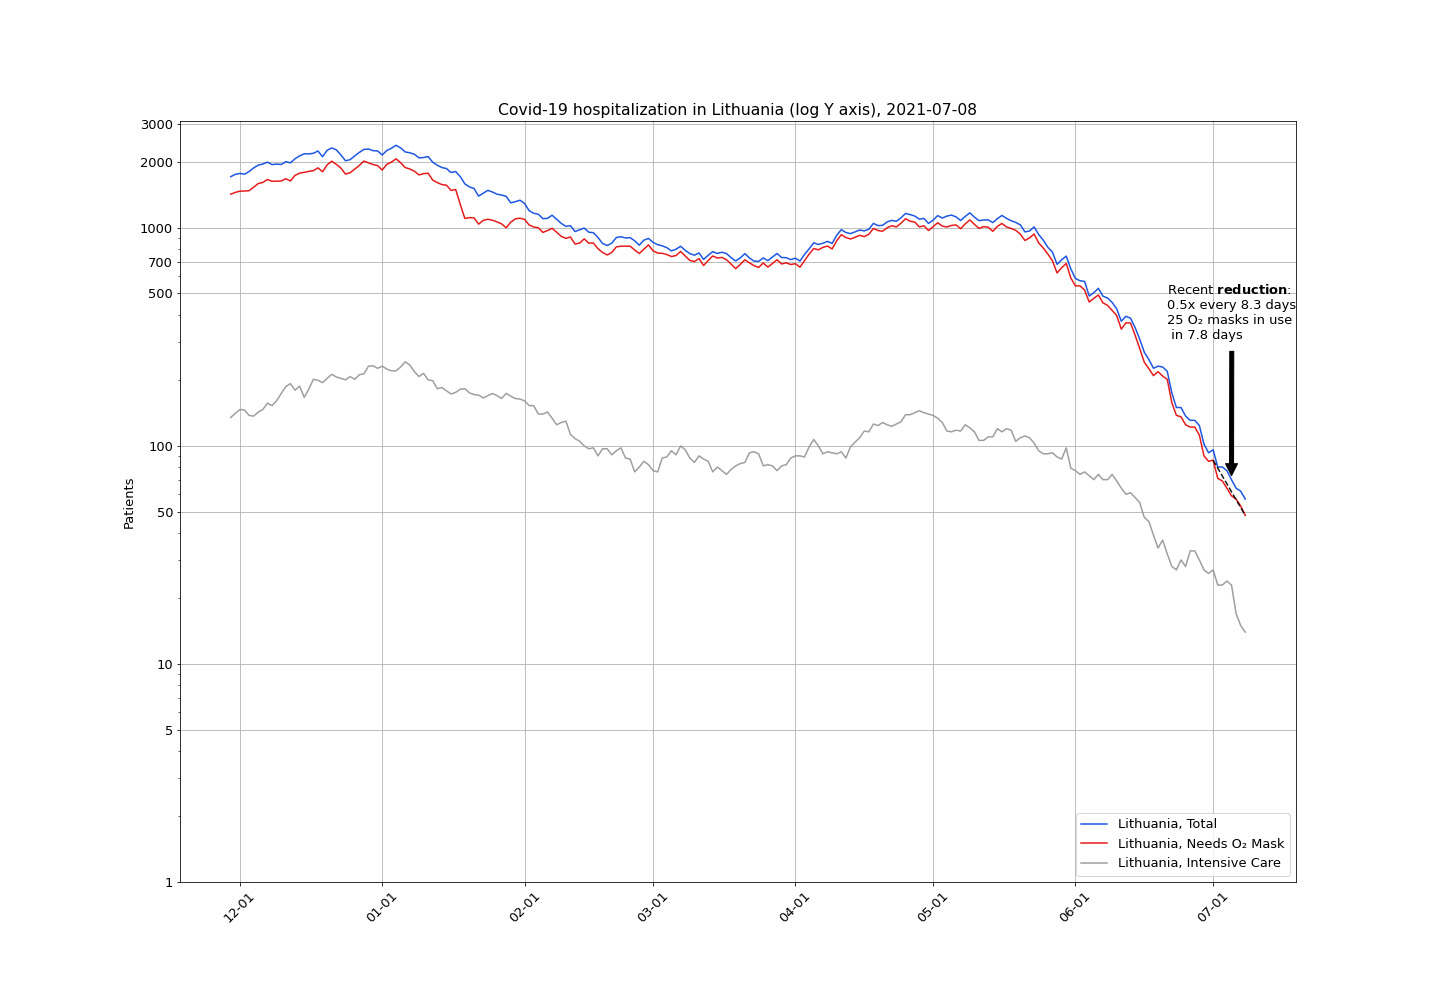 Covid-19 hospitalization in Lithuania (log Y axis), 2021-07-08
3000
2000
1000
700
500
100
50
10
5
1
Patients
Recent reduction:
0.5x every 8.3 days
25 O₂ masks in use
in 7.8 days
Lithuania, Total
Lithuania, Needs O₂ Mask
Lithuania, Intensive Care
12-01
01-01
02-01
03-01
04-01
05-01
06-01
07-01